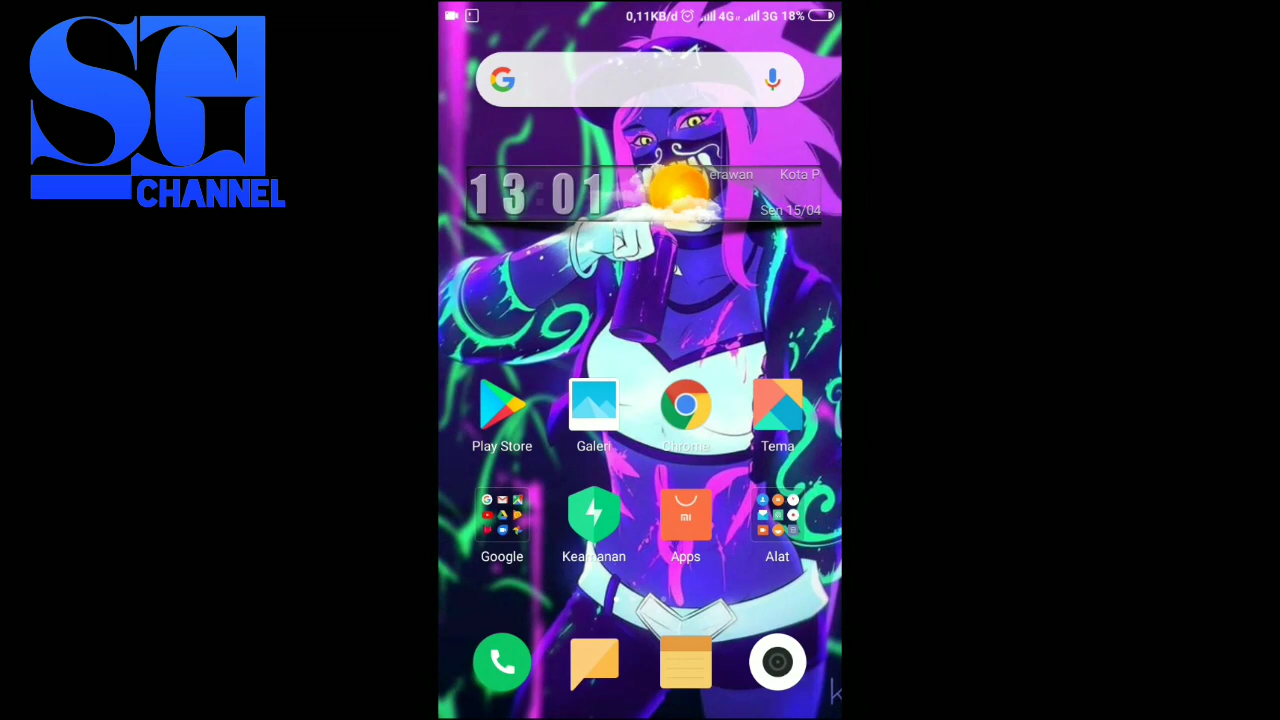 SG
CHANNEL
0,11KB/d 4G 3G 18%
13:01
erawan Kota P
Sen 15/04
Play Store Galeri Chrome Tema
Google Keamanan Apps Alat